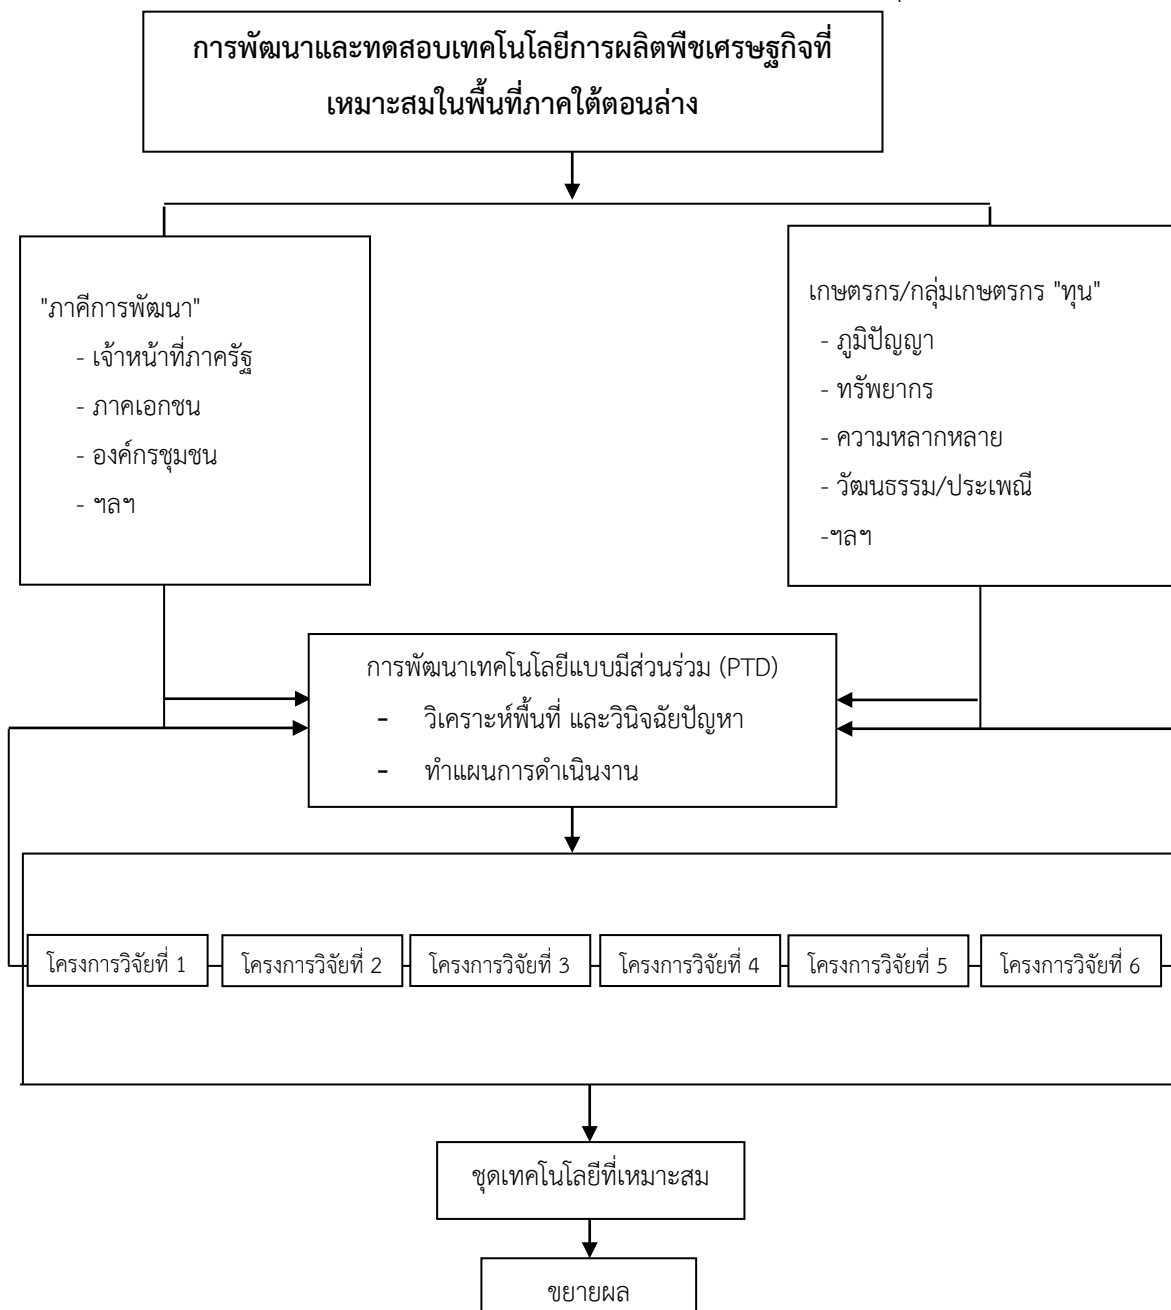 การพัฒนาและทดสอบเทคโนโลยีการผลิตพืชเศรษฐกิจที่
เหมาะสมในพื้นที่ภาคใต้ตอนล่าง
"ภาคีการพัฒนา"
- เจ้าหน้าที่ภาครัฐ
- ภาคเอกชน
- องค์กรชุมชน
- ฯลฯ
เกษตรกร/กลุ่มเกษตรกร "ทุน"
- ภูมิปัญญา
- ทรัพยากร
- ความหลากหลาย
- วัฒนธรรม/ประเพณี
-ฯลฯ
การพัฒนาเทคโนโลยีแบบมีส่วนร่วม (PTD)
- วิเคราะห์พื้นที่ และวินิจฉัยปัญหา
- ทำแผนการดำเนินงาน
โครงการวิจัยที่ 1
โครงการวิจัยที่ 2
โครงการวิจัยที่ 3
โครงการวิจัยที่ 4
โครงการวิจัยที่ 5
โครงการวิจัยที่ 6
ชุดเทคโนโลยีที่เหมาะสม
ขยายผล